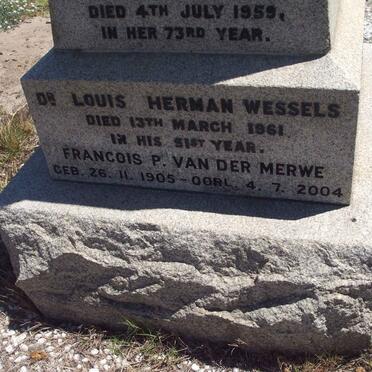 DIED 4TH JULY 1959,
IN HER 73RD YEAR.
DR LOUIS HERMAN WESSELS
DIED 13TH MARCH 1961
IN HIS 91ST YEAR.
FRANCOIS P. VAN DER MERWE
GEB. 26. 11. 1905 - OORL. 4. 7. 2004